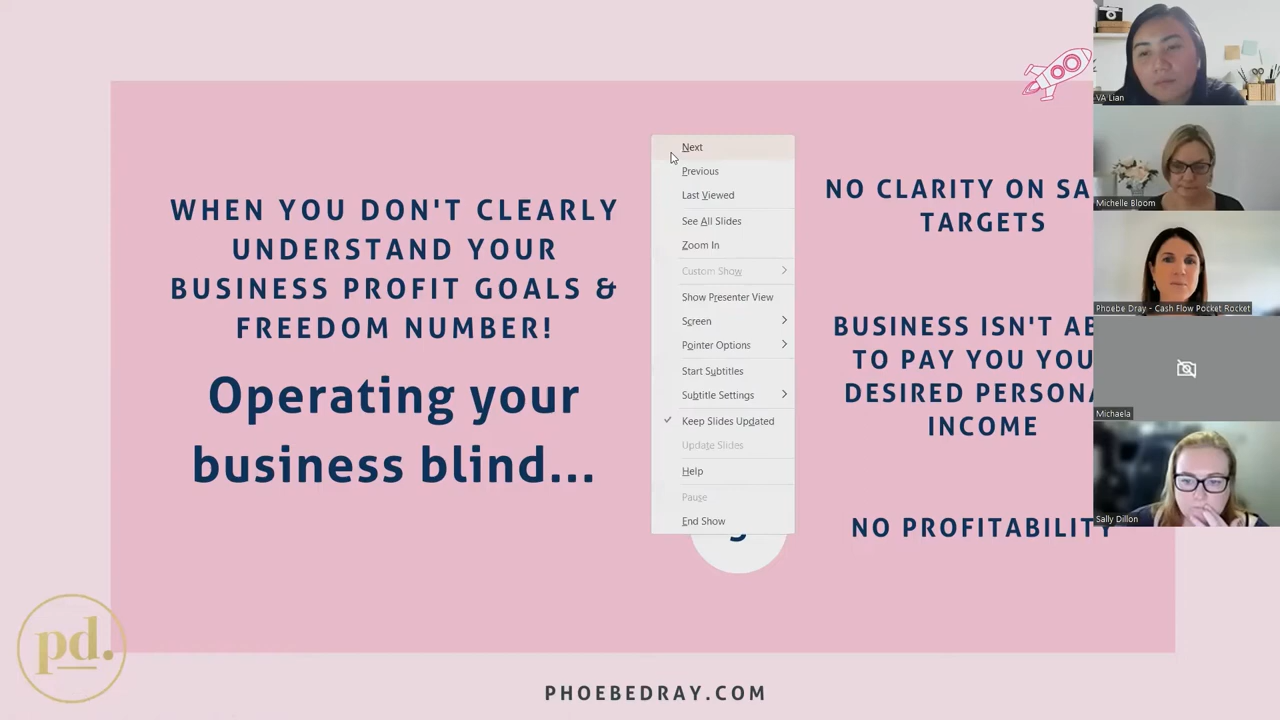 WHEN YOU DON'T CLEARLY
UNDERSTAND YOUR
BUSINESS PROFIT GOALS &
FREEDOM NUMBER!
Operating your
business blind...
Next
Previous
Last Viewed
See All Slides
Zoom In
Custom Show
Show Presenter View
Screen
Pointer Options
Start Subtitles
Subtitle Settings
Keep Slides Updated
Update Slides
Help
Pause
End Show
NO CLARITY ON SA
TARGETS
BUSINESS ISN'T AB
TO PAY YOU YOU
DESIRED PERSONA
INCOME
NO PROFITABILITY
VA Lian
Michelle Bloom
Phoebe Dray - Cash Flow Pocket Rocket
Michaela
Sally Dillon
pd.
PHOEBEDRAY.COM